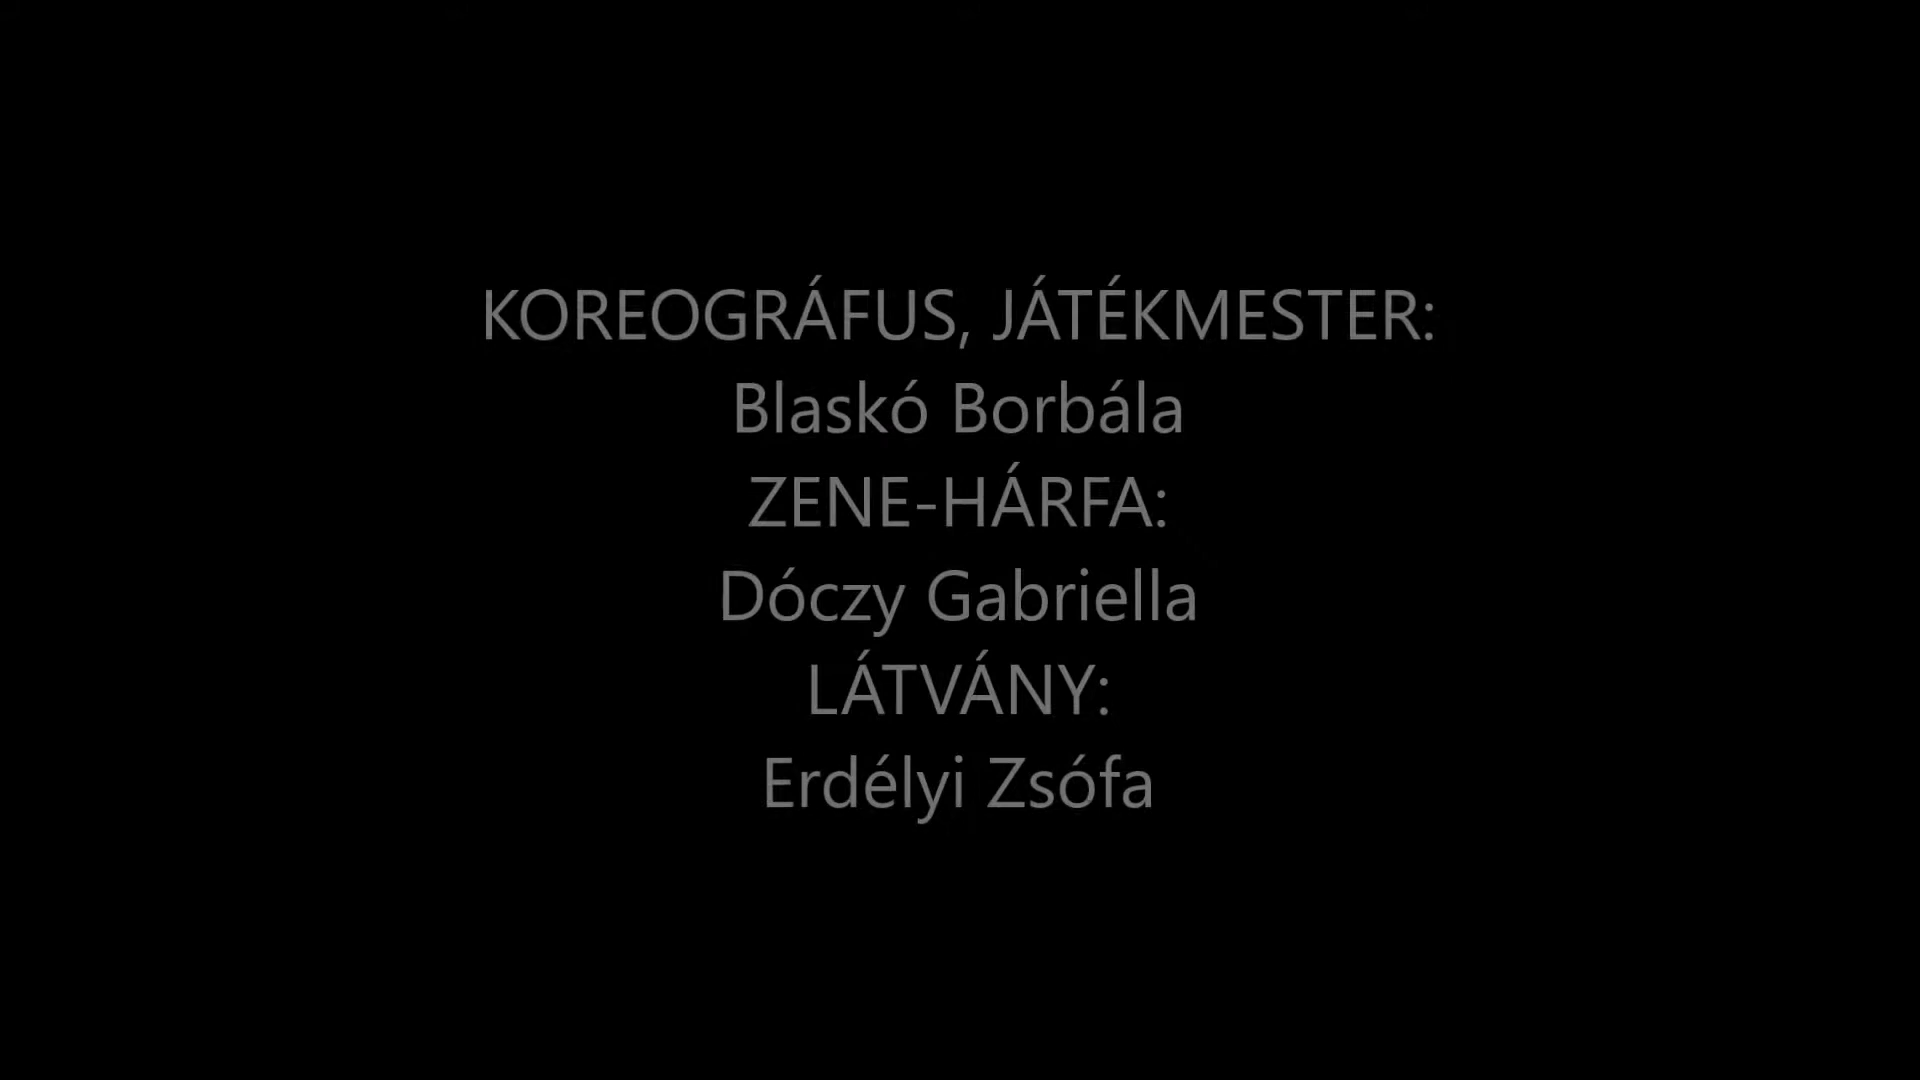 KOREOGRÁFUS, JÁTÉKMESTER:
Blaskó Borbála
ZENE-HÁRFA:
Dóczy Gabriella
LÁTVÁNY:
Erdélyi Zsófa